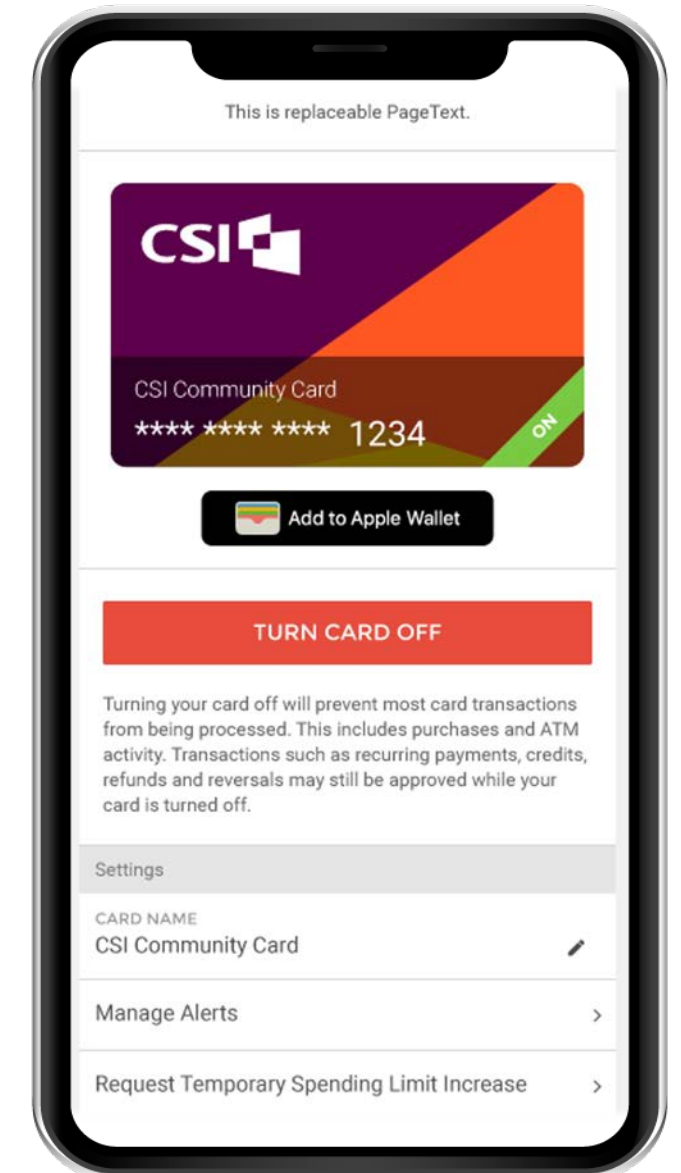 This is replaceable PageText.
CSI
CSI Community Card
**** **** **** 1234
ON
Add to Apple Wallet
TURN CARD OFF
Turning your card off will prevent most card transactions
from being processed. This includes purchases and ATM
activity. Transactions such as recurring payments, credits,
refunds and reversals may still be approved while your
card is turned off.
Settings
CARD NAME
CSI Community Card
Manage Alerts
Request Temporary Spending Limit Increase